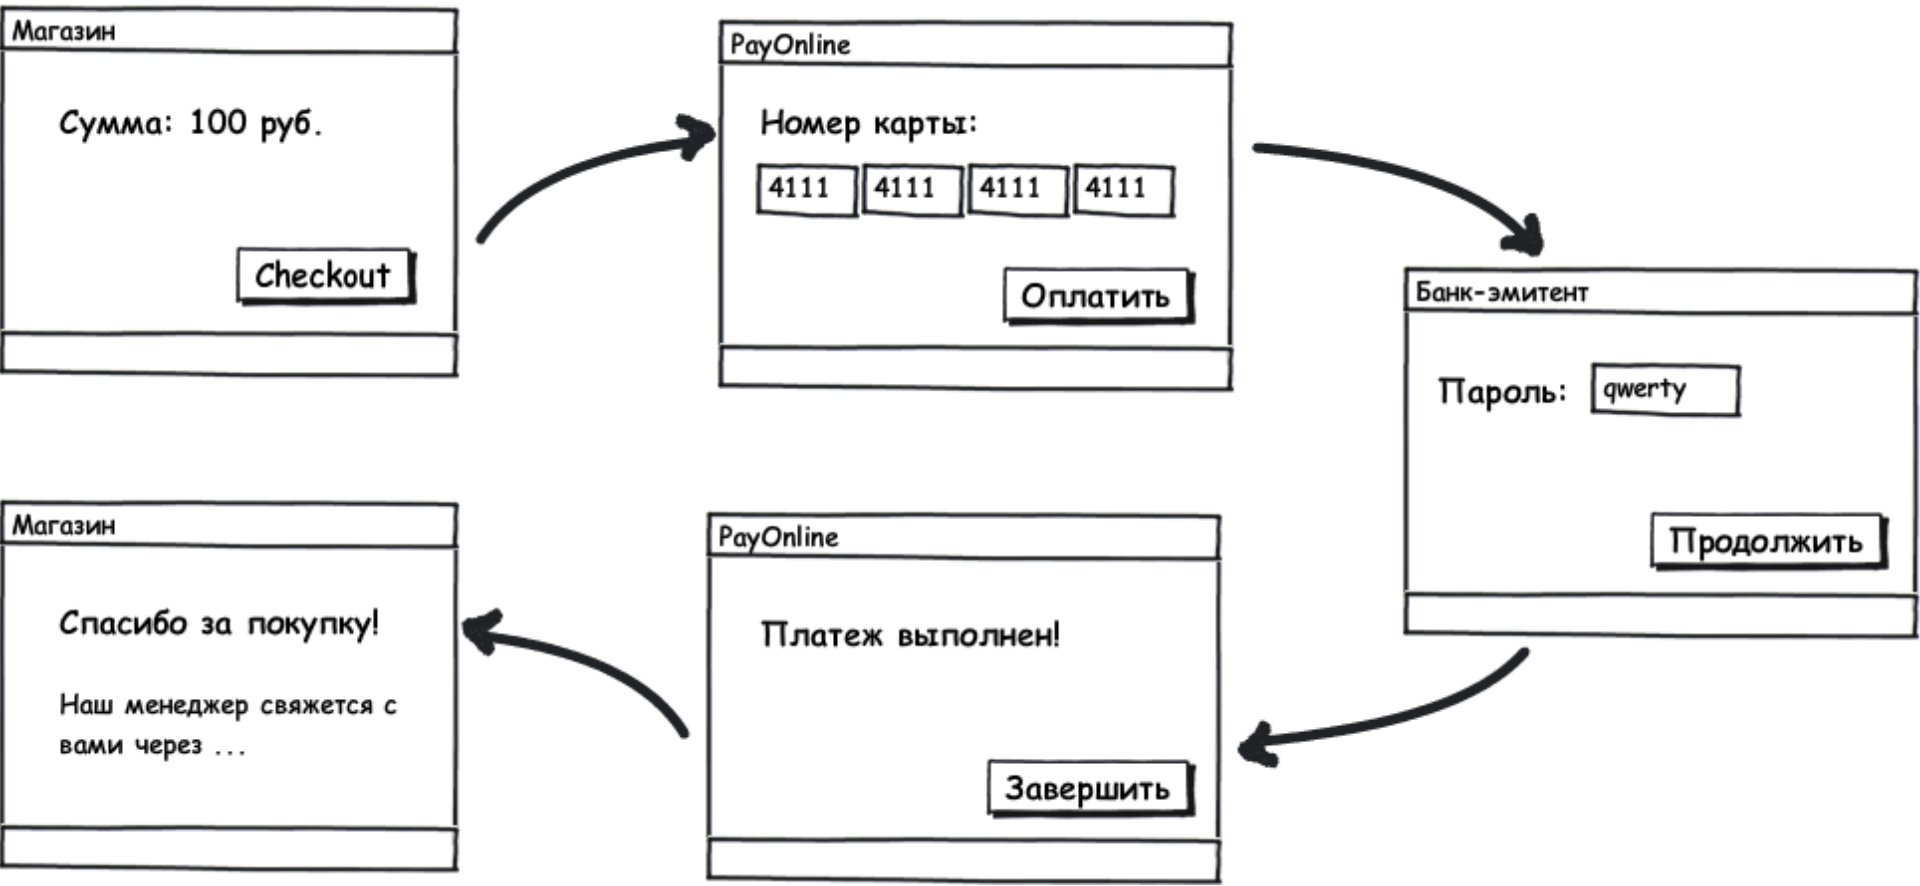 Магазин
Сумма: 100 руб.
Checkout
PayOnline
Номер карты:
4111 4111 4111 4111
Оплатить
Банк-эмитент
Пароль: qwerty
Продолжить
PayOnline
Платеж выполнен!
Завершить
Магазин
Спасибо за покупку!
Наш менеджер свяжется с
вами через ...